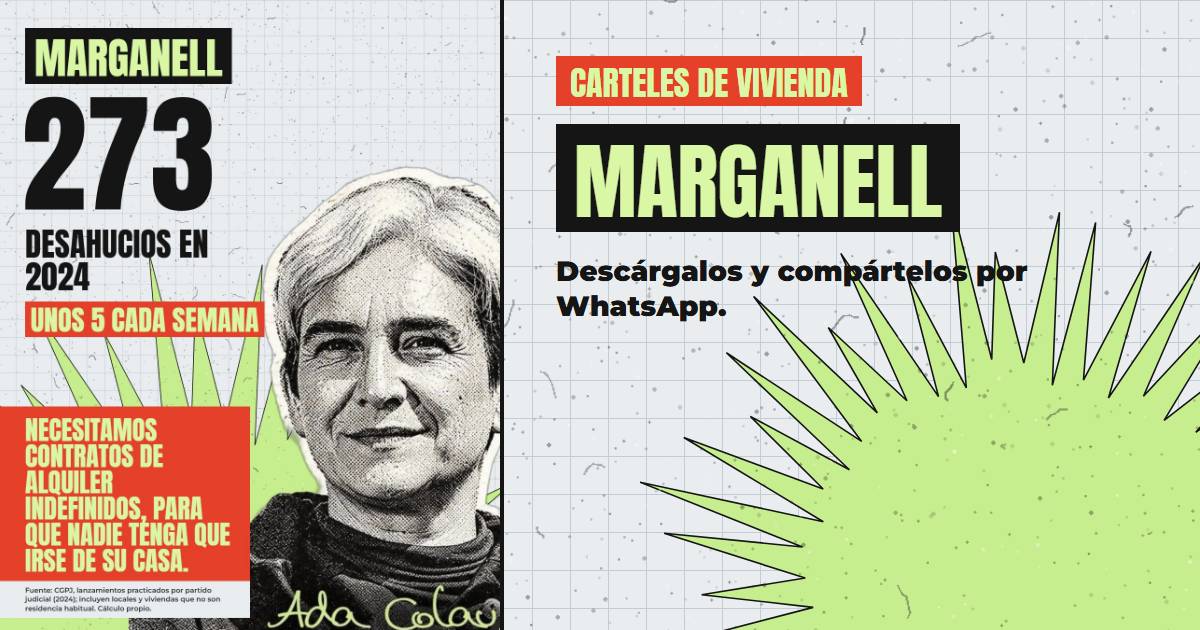 MARGANELL
273
DESAHUCIOS EN
2024
UNOS 5 CADA SEMANA
NECESITAMOS
CONTRATOS DE
ALQUILER
INDEFINIDOS, PARA
QUE NADIE TENGA QUE
IRSE DE SU CASA.
Fuente: CGPJ, lanzamientos practicados por partido
judicial (2024); incluyen locales y viviendas que no son
residencia habitual. Cálculo propio.
Ada Colau
CARTELES DE VIVIENDA
MARGANELL
Descárgalos y compártelos por
WhatsApp.